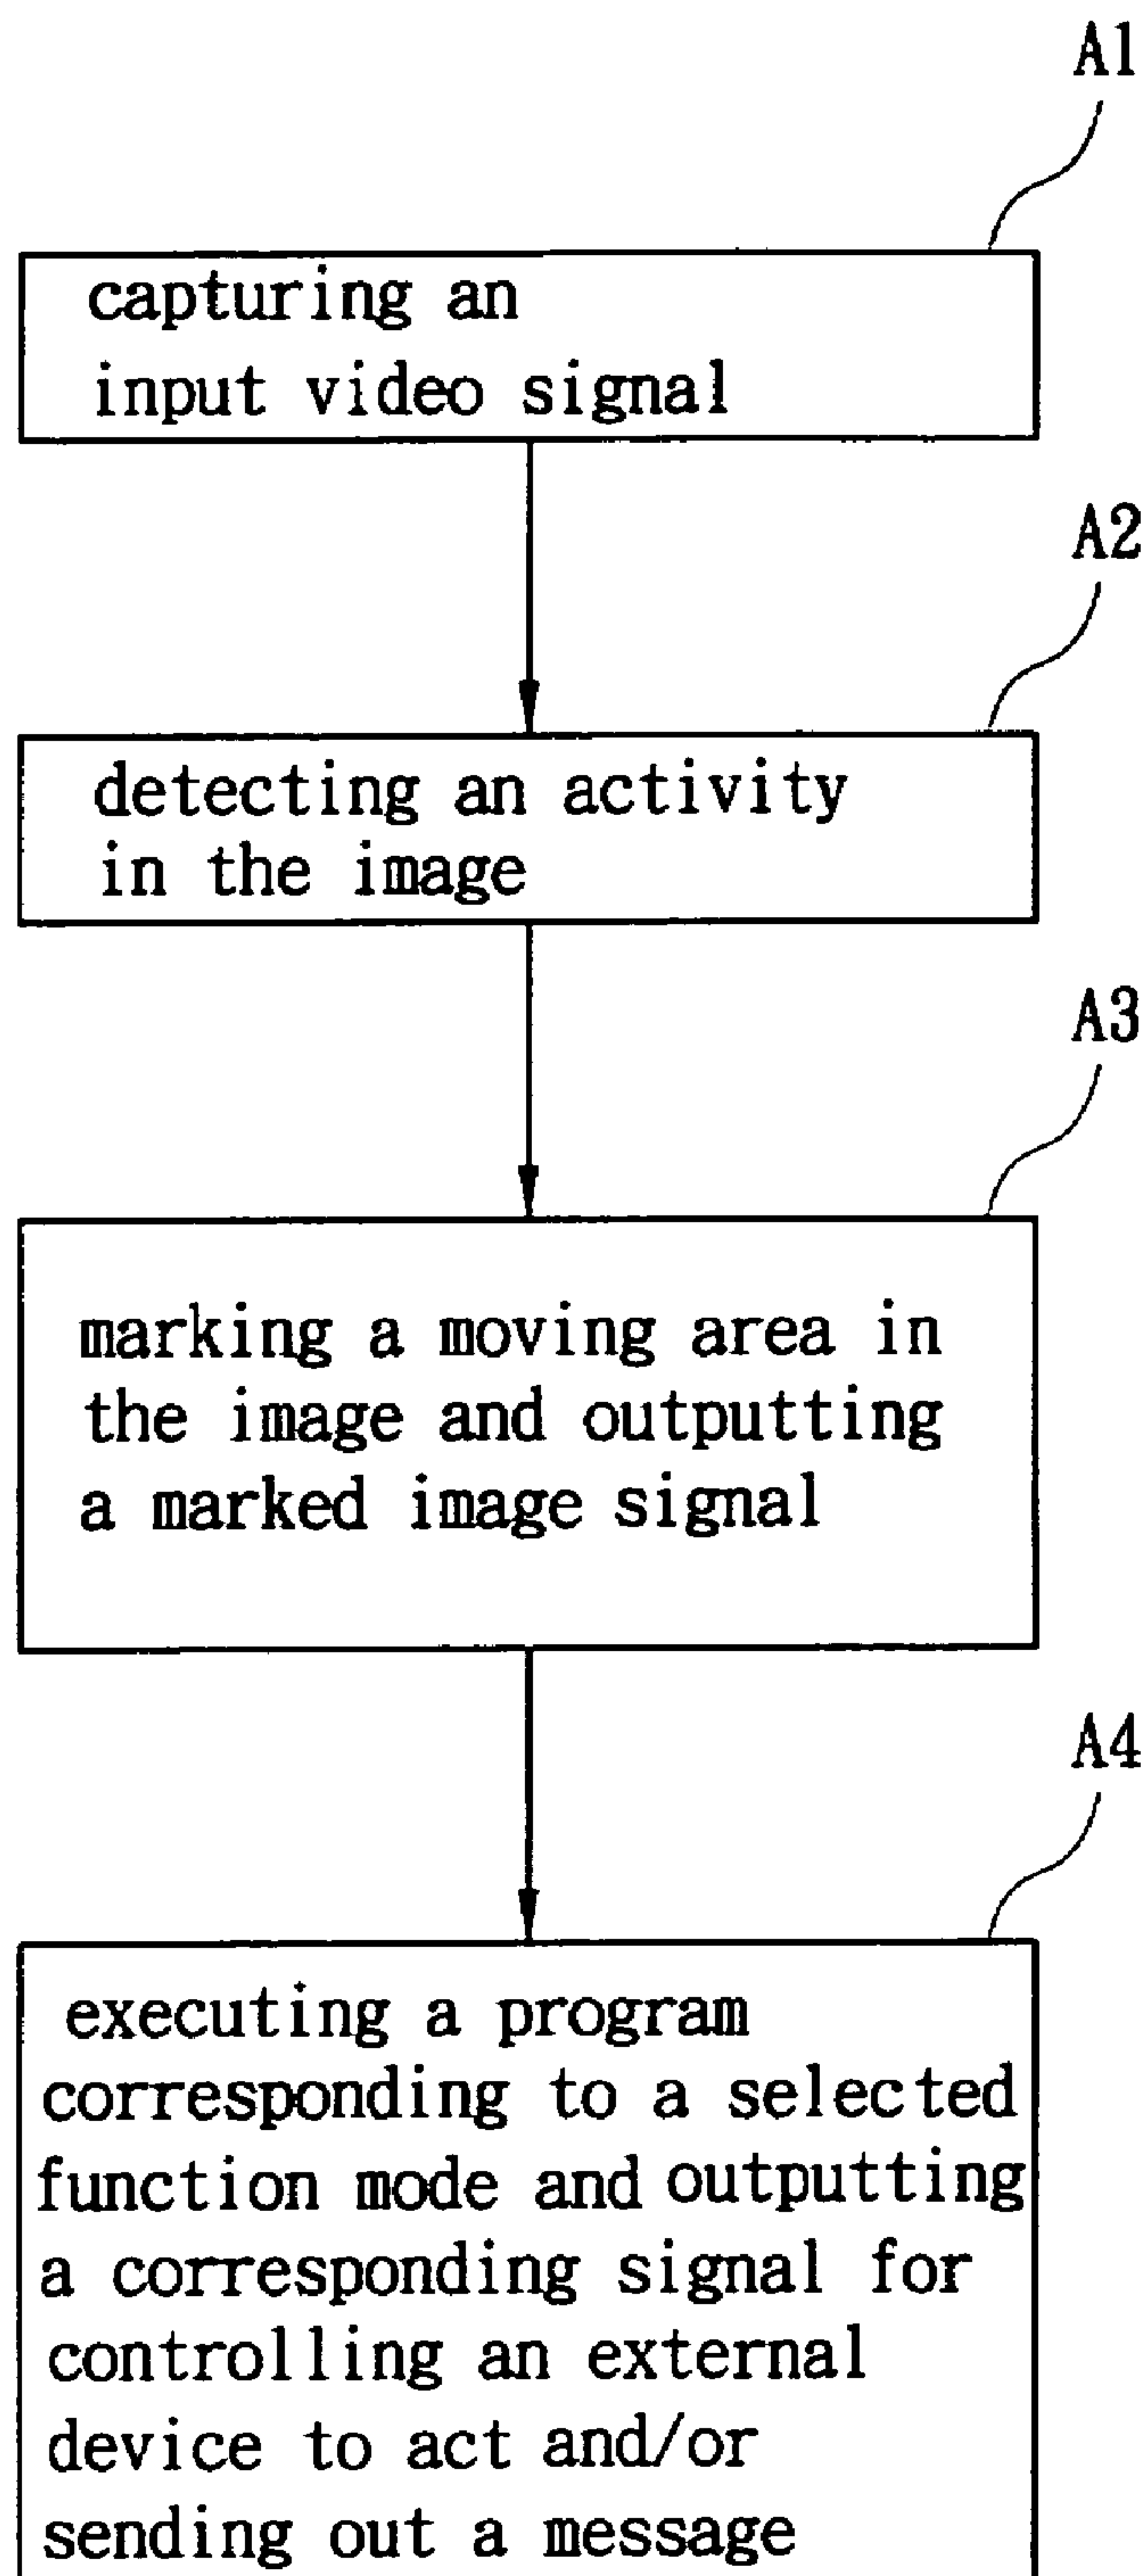 A1
capturing an
input video signal
A2
detecting an activity
in the image
A3
marking a moving area in
the image and outputting
a marked image signal
A4
executing a program
corresponding to a selected
function mode and outputting
a corresponding signal for
controlling an external
device to act and/or
sending out a message